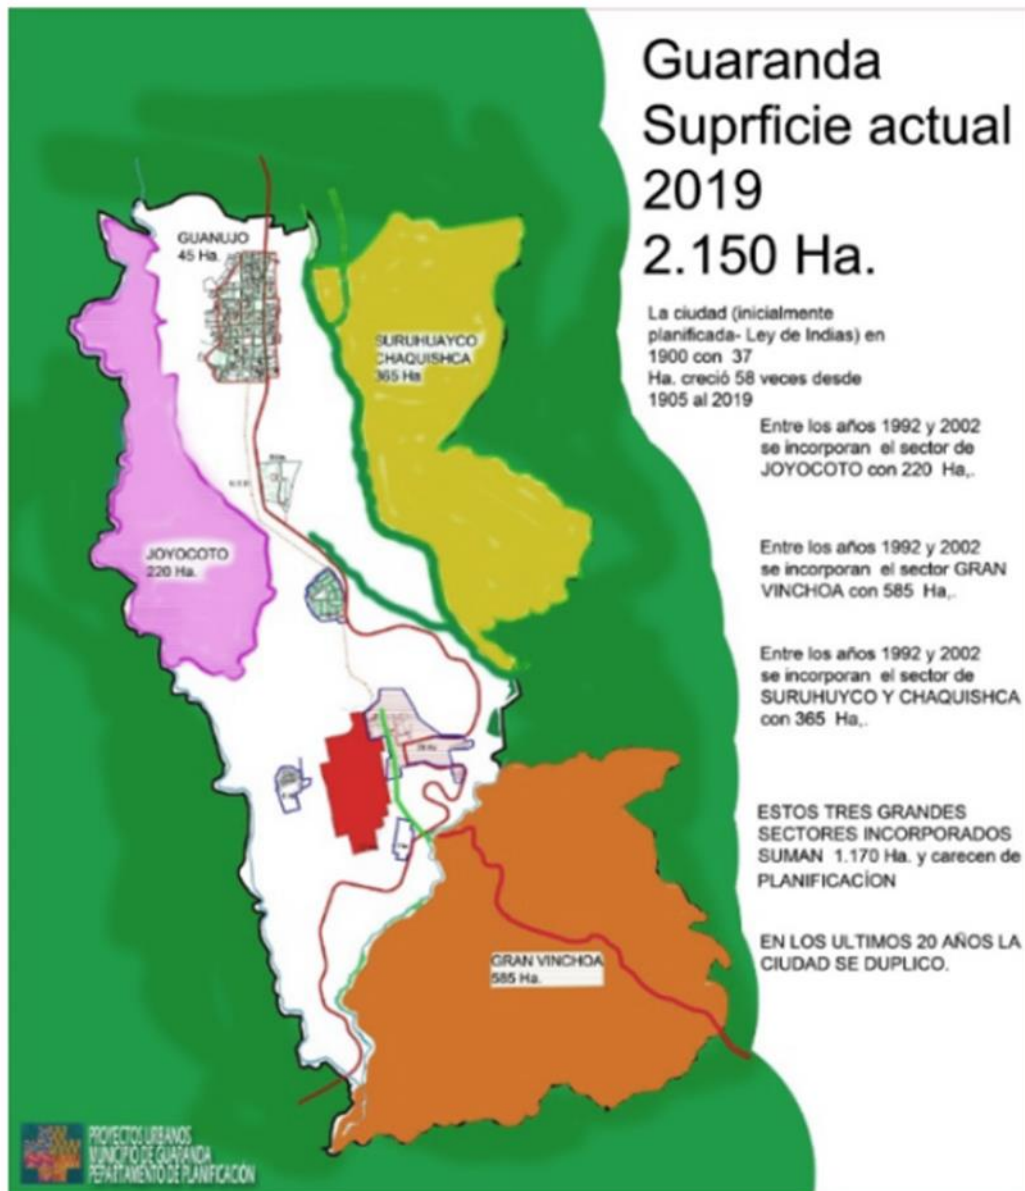 Guaranda
Suprficie actual
2019
2.150 Ha.
La ciudad (inicialmente
planificada- Ley de Indias) en
1900 con 37
Ha. creció 58 veces desde
1905 al 2019
Entre los años 1992 y 2002
se incorporan el sector de
JOYOCOTO con 220 Ha,.
Entre los años 1992 y 2002
se incorporan el sector GRAN
VINCHOA con 585 Ha,.
Entre los años 1992 y 2002
se incorporan el sector de
SURUHUYCO Y CHAQUISHCA
con 365 Ha,.
ESTOS TRES GRANDES
SECTORES INCORPORADOS
SUMAN 1.170 Ha. y carecen de
PLANIFICACÍON
EN LOS ULTIMOS 20 AÑOS LA
CIUDAD SE DUPLICO.
GUANUJO
45 Ha.
SURUHUAYCO
CHAQUISHCA
365 Ha
JOYOCOTO
220 Ha.
GRAN VINCHOA
585 Ha.
PROYECTOS URBANOS
MUNICIPIO DE GUARANDA
DEPARTAMENTO DE PLANIFICACIÓN